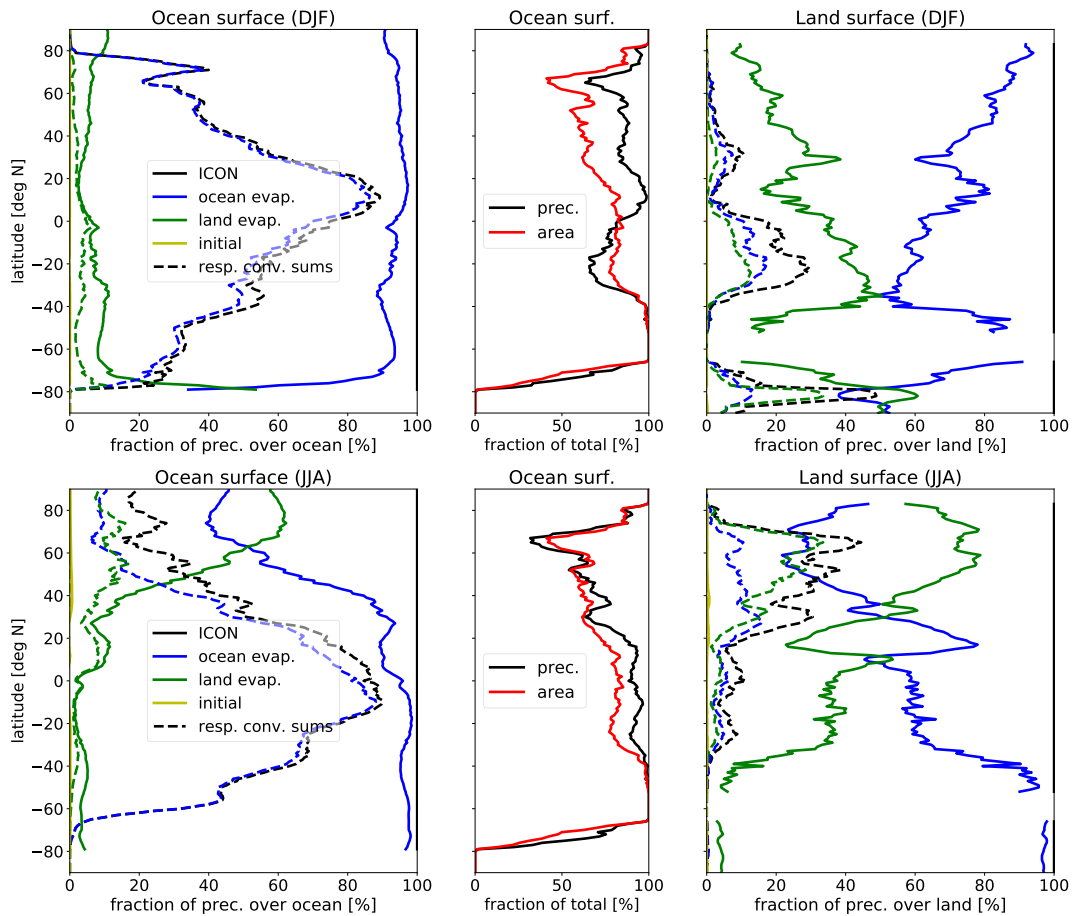 Ocean surface (DJF)
Ocean surf.
Land surface (DJF)
latitude [deg N]
80
60
40
20
0
−20
−40
−60
−80
ICON
ocean evap.
land evap.
initial
resp. conv. sums
prec.
area
0 20 40 60 80 100
0 50 100
0 20 40 60 80 100
fraction of prec. over ocean [%]
fraction of total [%]
fraction of prec. over land [%]
Ocean surface (JJA)
Ocean surf.
Land surface (JJA)
latitude [deg N]
80
60
40
20
0
−20
−40
−60
−80
ICON
ocean evap.
land evap.
initial
resp. conv. sums
prec.
area
0 20 40 60 80 100
0 50 100
0 20 40 60 80 100
fraction of prec. over ocean [%]
fraction of total [%]
fraction of prec. over land [%]